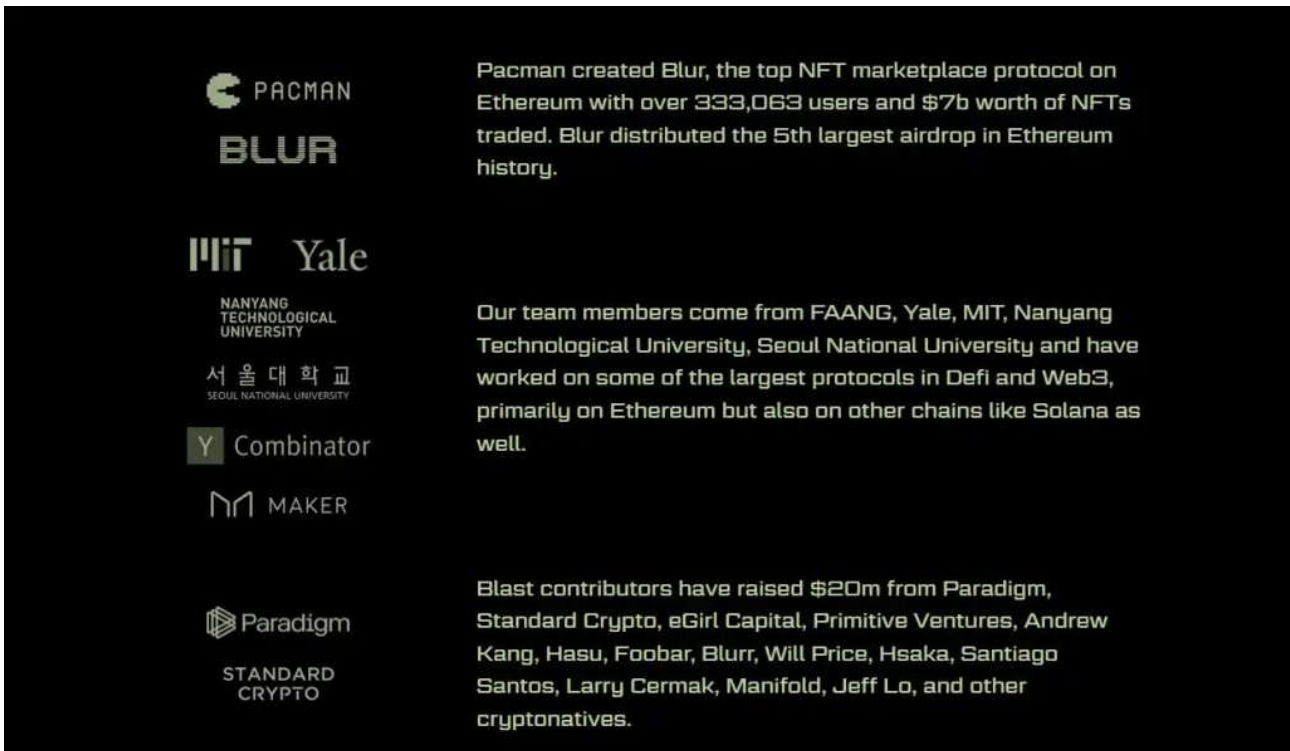 PACMAN
BLUR
Pacman created Blur, the top NFT marketplace protocol on
Ethereum with over 333,063 users and $7b worth of NFTs
traded. Blur distributed the 5th largest airdrop in Ethereum
history.
MiT Yale
NANYANG
TECHNOLOGICAL
UNIVERSITY
서울대학교
SEOUL NATIONAL UNIVERSITY
Y Combinator
MAKER
Our team members come from FAANG, Yale, MIT, Nanyang
Technological University, Seoul National University and have
worked on some of the largest protocols in Defi and Web3,
primarily on Ethereum but also on other chains like Solana as
well.
Paradigm
STANDARD
CRYPTO
Blast contributors have raised $20m from Paradigm,
Standard Crypto, eGirl Capital, Primitive Ventures, Andrew
Kang, Hasu, Foobar, Blurr, Will Price, Hsaka, Santiago
Santos, Larry Cermak, Manifold, Jeff Lo, and other
cryptonatives.